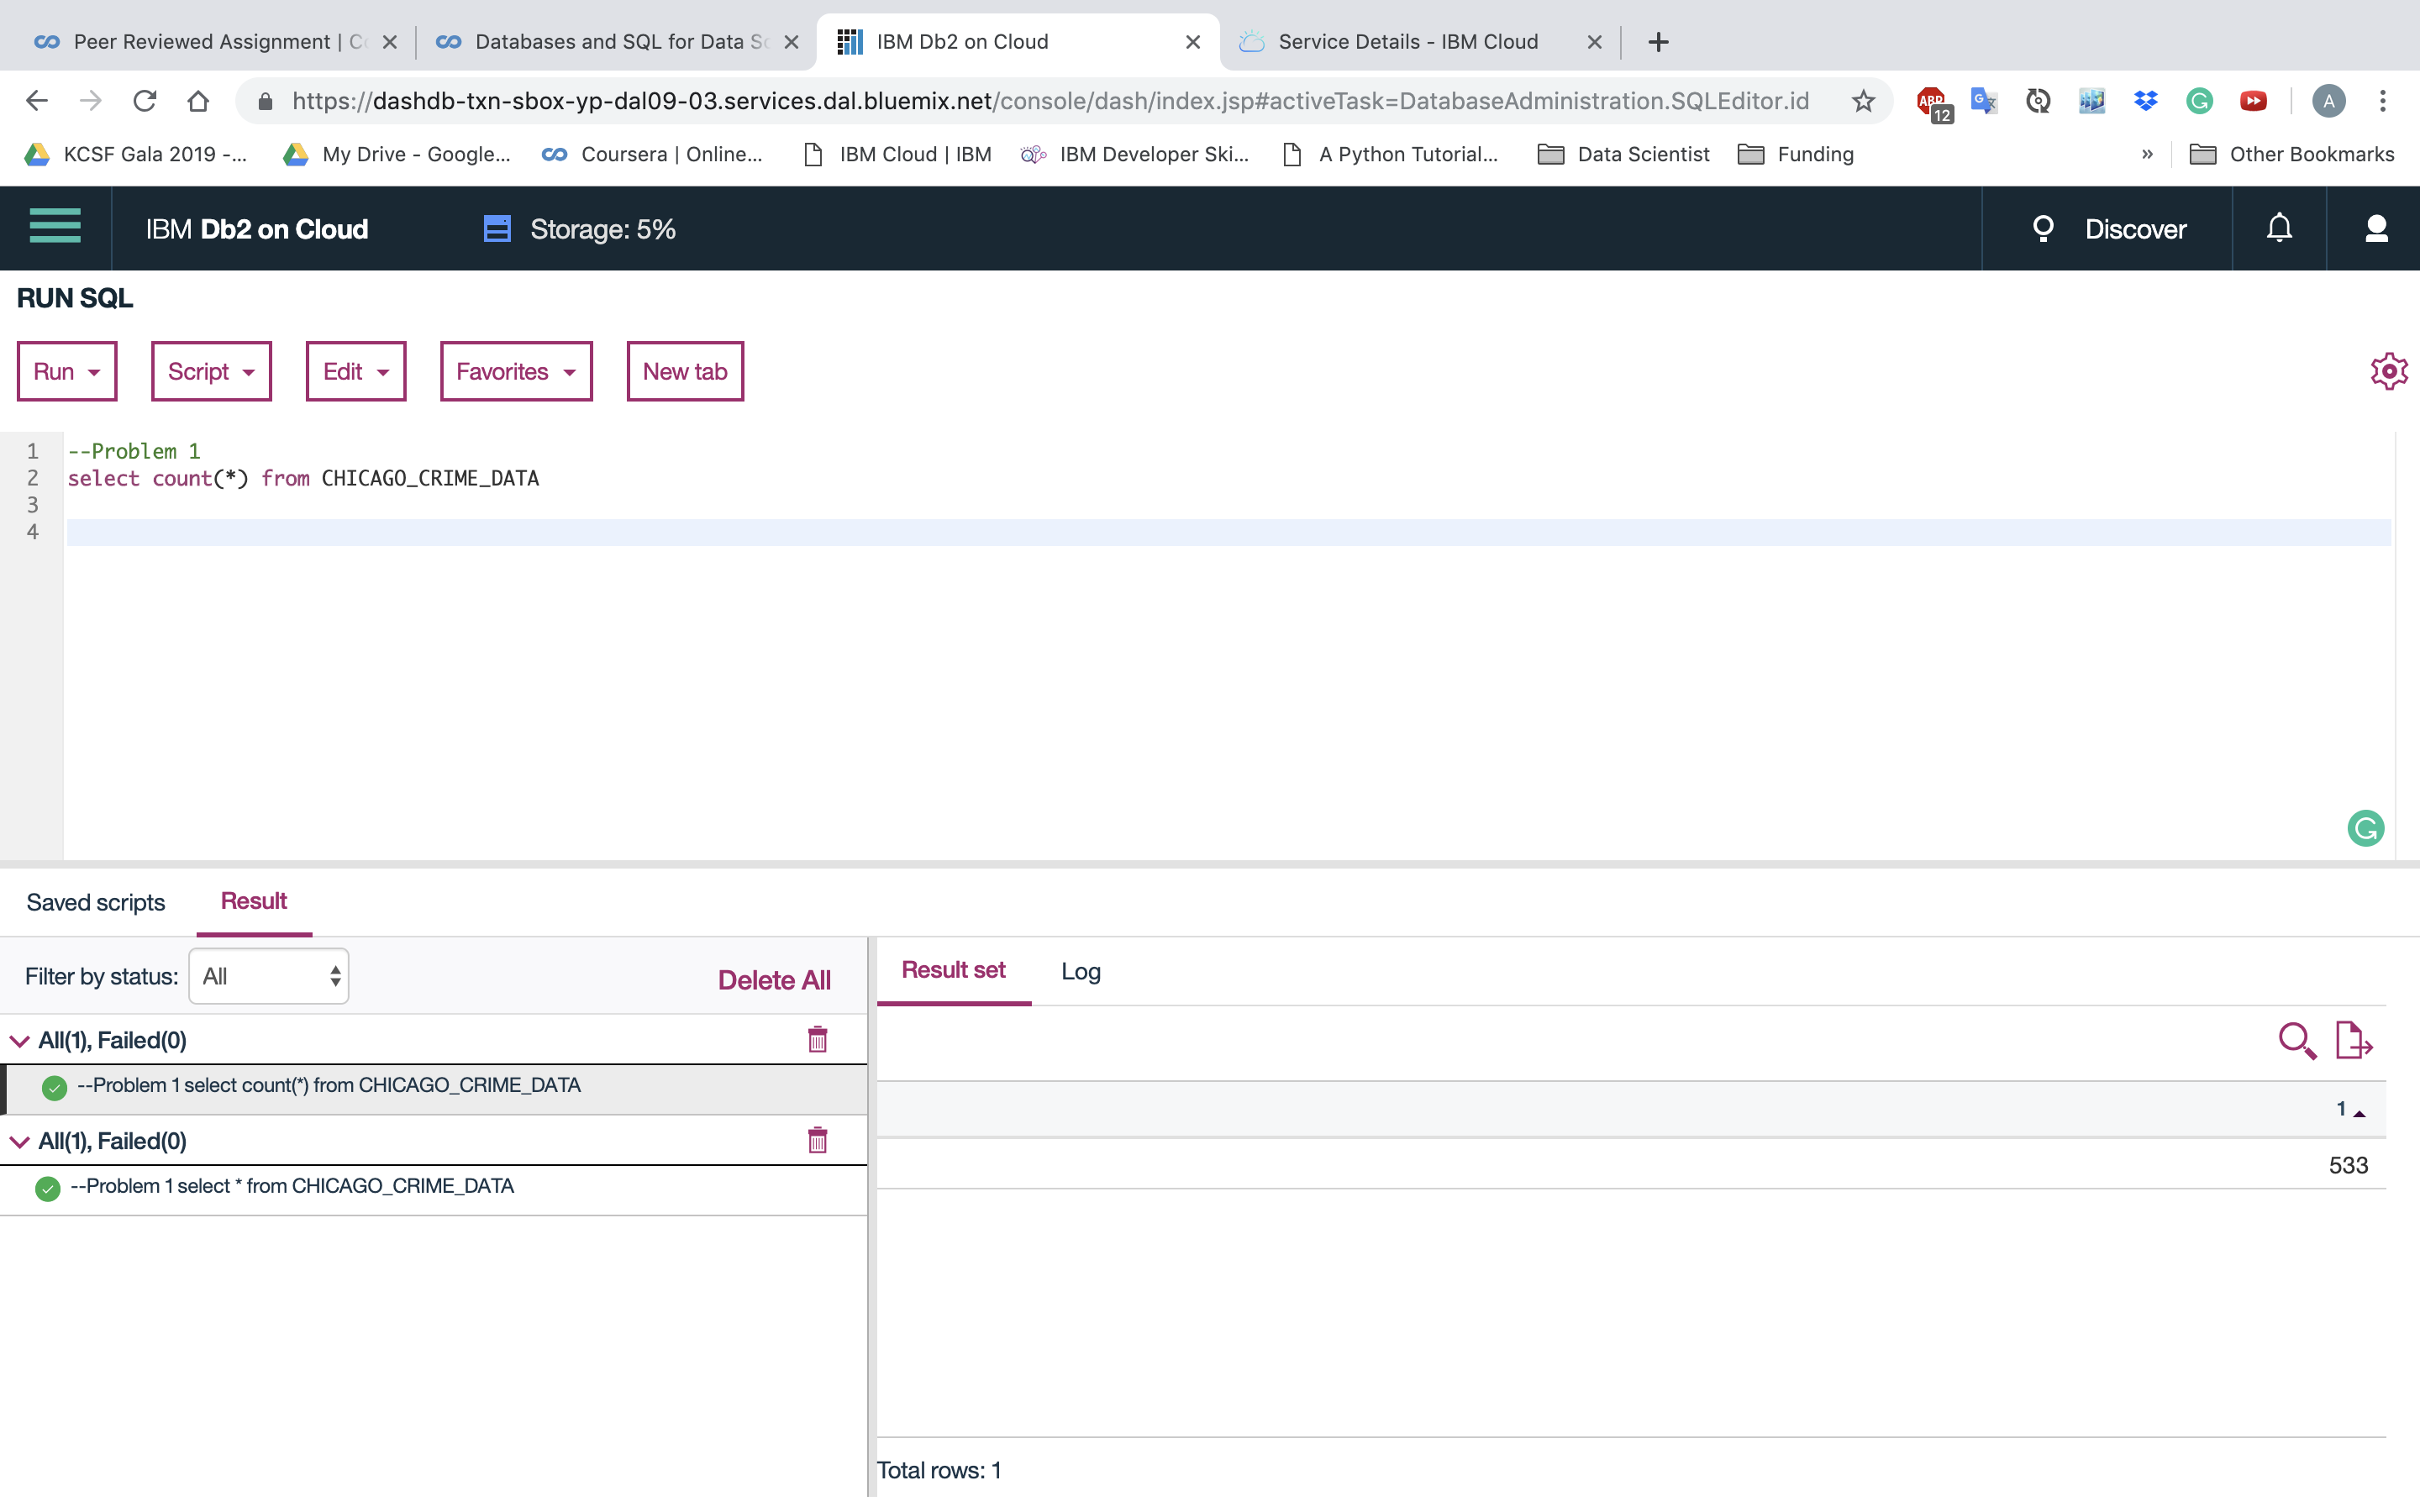 Peer Reviewed Assignment | Co
Databases and SQL for Data Sc
IBM Db2 on Cloud
Service Details - IBM Cloud
https://dashdb-txn-sbox-yp-dal09-03.services.dal.bluemix.net/console/dash/index.jsp#activeTask=DatabaseAdministration.SQLEditor.id
ABP
12
G
A
KCSF Gala 2019 -...
My Drive - Google...
Coursera | Online...
IBM Cloud | IBM
IBM Developer Ski...
A Python Tutorial...
Data Scientist
Funding
»
Other Bookmarks
IBM Db2 on Cloud
Storage: 5%
Discover
RUN SQL
Run
Script
Edit
Favorites
New tab
1 --Problem 1
2 select count(*) from CHICAGO_CRIME_DATA
3
4
Saved scripts
Result
Filter by status: All
Delete All
All(1), Failed(0)
--Problem 1 select count(*) from CHICAGO_CRIME_DATA
All(1), Failed(0)
--Problem 1 select * from CHICAGO_CRIME_DATA
Result set
Log
1
533
Total rows: 1